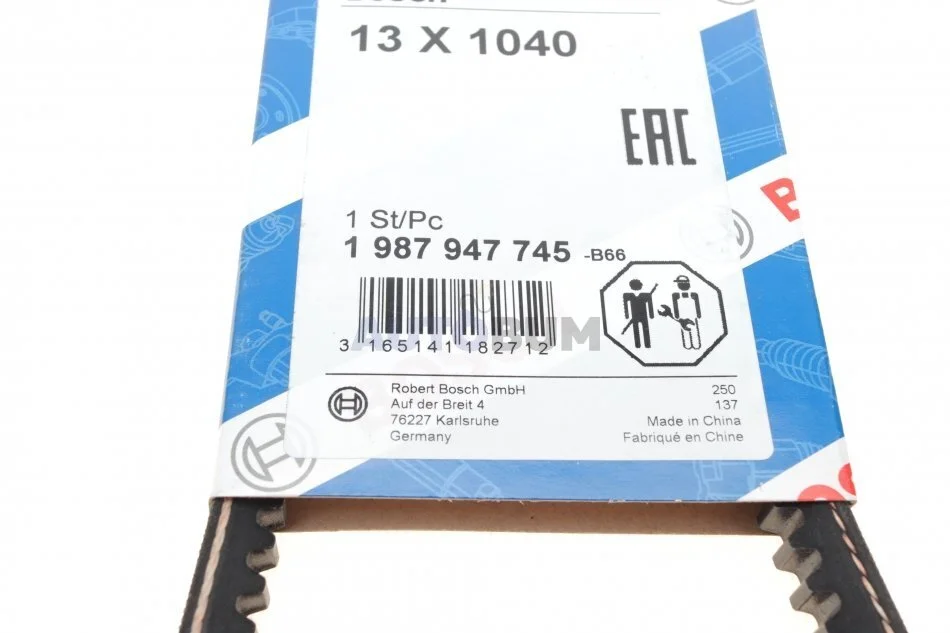 13 X 1040
EAC
1 St/Pc
1 987 947 745 -B66
AUTOBUM
3 165141 182712
Robert Bosch GmbH
Auf der Breit 4
76227 Karlsruhe
Germany
250
137
Made in China
Fabriqué en Chine